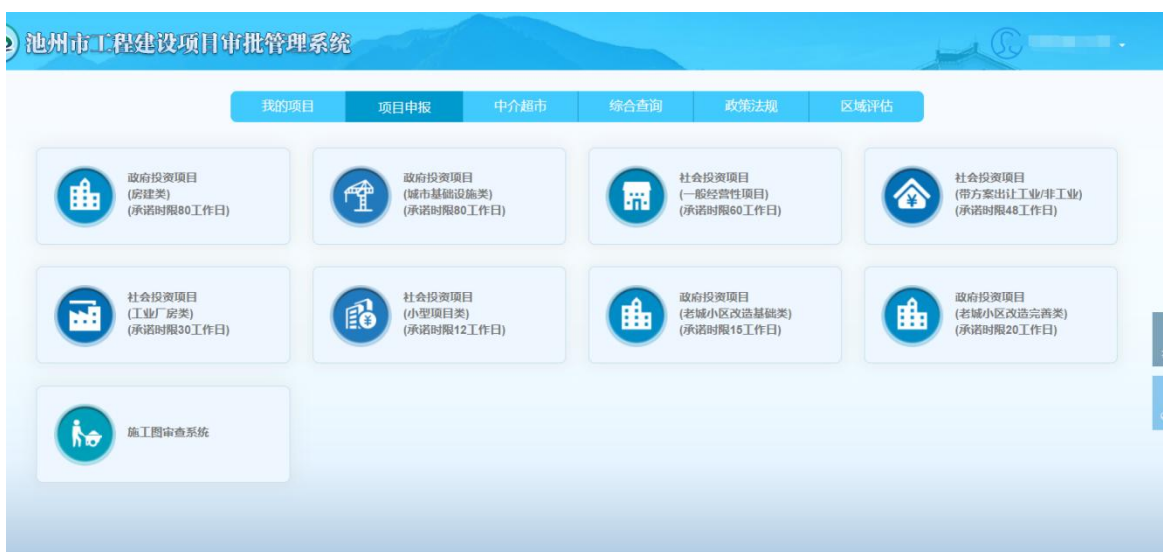 池州市工程建设项目审批管理系统
我的项目 项目申报 中介超市 综合查询 政策法规 区域评估
政府投资项目
(房建类)
(承诺时限80工作日)
政府投资项目
(城市基础设施类)
(承诺时限80工作日)
社会投资项目
(一般经营性项目)
(承诺时限60工作日)
社会投资项目
(带方案出让工业/非工业)
(承诺时限48工作日)
社会投资项目
(工业厂房类)
(承诺时限30工作日)
社会投资项目
(小型项目类)
(承诺时限12工作日)
政府投资项目
(老城小区改造基础类)
(承诺时限15工作日)
政府投资项目
(老城小区改造完善类)
(承诺时限20工作日)
施工图审查系统